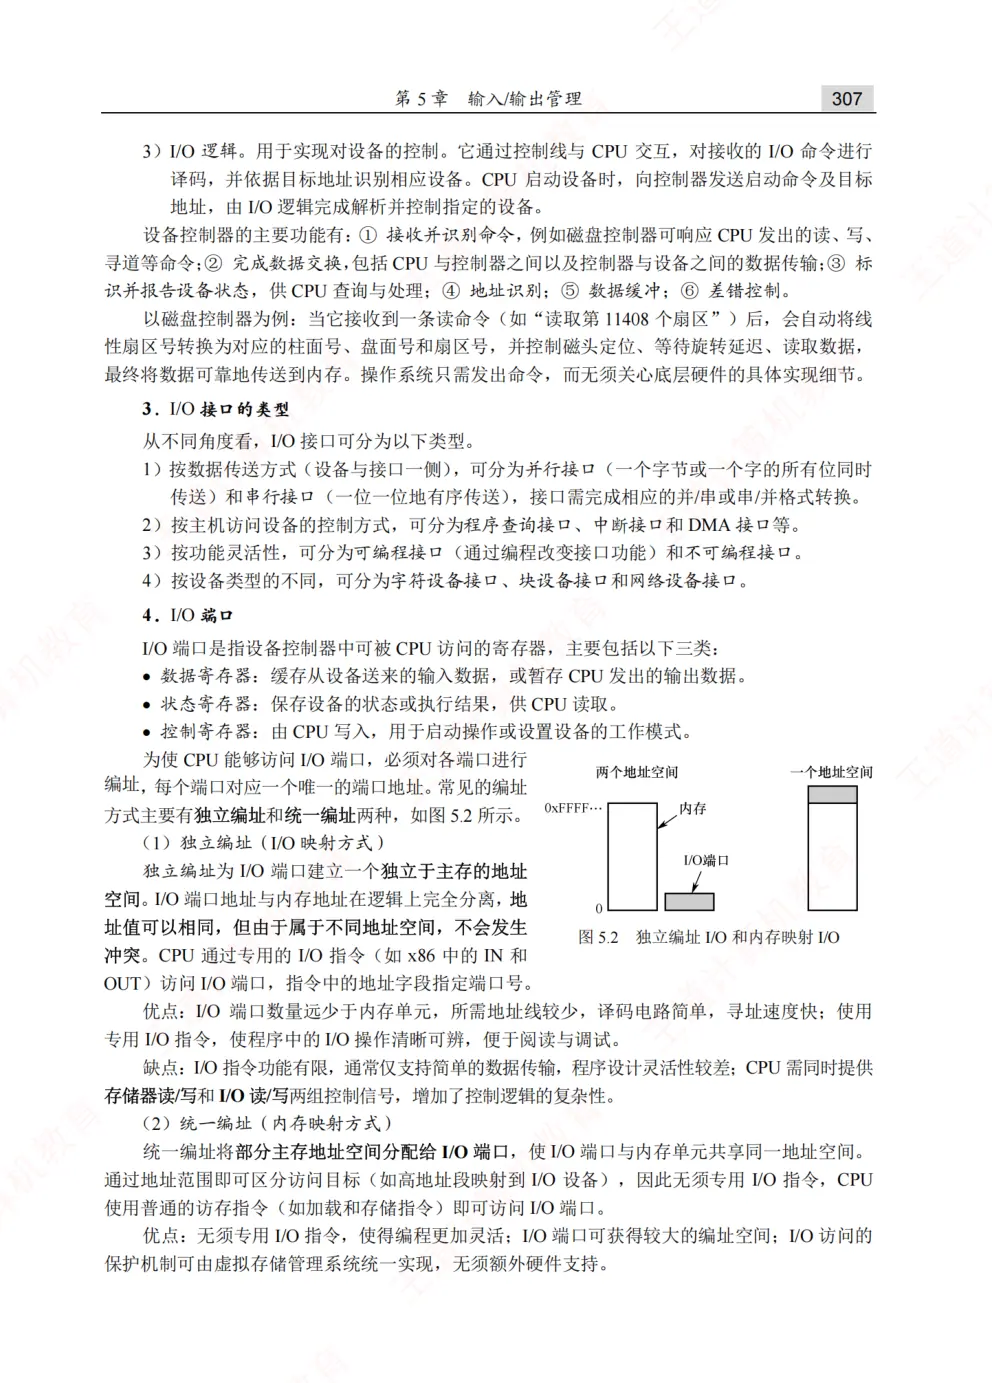 第 5 章 输入/输出管理 307
3）I/O 逻辑。用于实现对设备的控制。它通过控制线与 CPU 交互，对接收的 I/O 命令进行
译码，并依据目标地址识别相应设备。CPU 启动设备时，向控制器发送启动命令及目标
地址，由 I/O 逻辑完成解析并控制指定的设备。
设备控制器的主要功能有：① 接收并识别命令，例如磁盘控制器可响应 CPU 发出的读、写、
寻道等命令；② 完成数据交换，包括 CPU 与控制器之间以及控制器与设备之间的数据传输；③ 标
识并报告设备状态，供 CPU 查询与处理；④ 地址识别；⑤ 数据缓冲；⑥ 差错控制。
以磁盘控制器为例：当它接收到一条读命令（如“读取第 11408 个扇区”）后，会自动将线
性扇区号转换为对应的柱面号、盘面号和扇区号，并控制磁头定位、等待旋转延迟、读取数据，
最终将数据可靠地传送到内存。操作系统只需发出命令，而无须关心底层硬件的具体实现细节。
3．I/O 接口的类型
从不同角度看，I/O 接口可分为以下类型。
1）按数据传送方式（设备与接口一侧），可分为并行接口（一个字节或一个字的所有位同时
传送）和串行接口（一位一位地有序传送），接口需完成相应的并/串或串/并格式转换。
2）按主机访问设备的控制方式，可分为程序查询接口、中断接口和 DMA 接口等。
3）按功能灵活性，可分为可编程接口（通过编程改变接口功能）和不可编程接口。
4）按设备类型的不同，可分为字符设备接口、块设备接口和网络设备接口。
4．I/O 端口
I/O 端口是指设备控制器中可被 CPU 访问的寄存器，主要包括以下三类：
● 数据寄存器：缓存从设备送来的输入数据，或暂存 CPU 发出的输出数据。
● 状态寄存器：保存设备的状态或执行结果，供 CPU 读取。
● 控制寄存器：由 CPU 写入，用于启动操作或设置设备的工作模式。
为使 CPU 能够访问 I/O 端口，必须对各端口进行
编址，每个端口对应一个唯一的端口地址。常见的编址
方式主要有独立编址和统一编址两种，如图 5.2 所示。
（1）独立编址（I/O 映射方式）
独立编址为 I/O 端口建立一个独立于主存的地址
空间。I/O 端口地址与内存地址在逻辑上完全分离，地
址值可以相同，但由于属于不同地址空间，不会发生
冲突。CPU 通过专用的 I/O 指令（如 x86 中的 IN 和
OUT）访问 I/O 端口，指令中的地址字段指定端口号。
两个地址空间 一个地址空间
0xFFFF… 内存
I/O端口
0
图 5.2 独立编址 I/O 和内存映射 I/O
优点：I/O 端口数量远少于内存单元，所需地址线较少，译码电路简单，寻址速度快；使用
专用 I/O 指令，使程序中的 I/O 操作清晰可辨，便于阅读与调试。
缺点：I/O 指令功能有限，通常仅支持简单的数据传输，程序设计灵活性较差；CPU 需同时提供
存储器读/写和 I/O 读/写两组控制信号，增加了控制逻辑的复杂性。
（2）统一编址（内存映射方式）
统一编址将部分主存地址空间分配给 I/O 端口，使 I/O 端口与内存单元共享同一地址空间。
通过地址范围即可区分访问目标（如高地址段映射到 I/O 设备），因此无须专用 I/O 指令，CPU
使用普通的访存指令（如加载和存储指令）即可访问 I/O 端口。
优点：无须专用 I/O 指令，使得编程更加灵活；I/O 端口可获得较大的编址空间；I/O 访问的
保护机制可由虚拟存储管理系统统一实现，无须额外硬件支持。